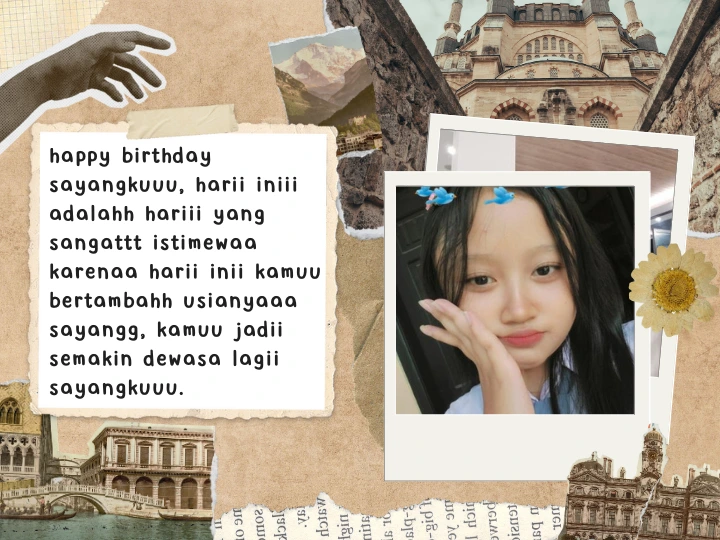 happy birthday
sayangkuuu, harii iniii
adalahh hariii yang
sangattt istimewaa
karenaa harii inii kamuu
bertambahh usianyaaa
sayangg, kamuu jadii
semakin dewasa lagii
sayangkuuu.